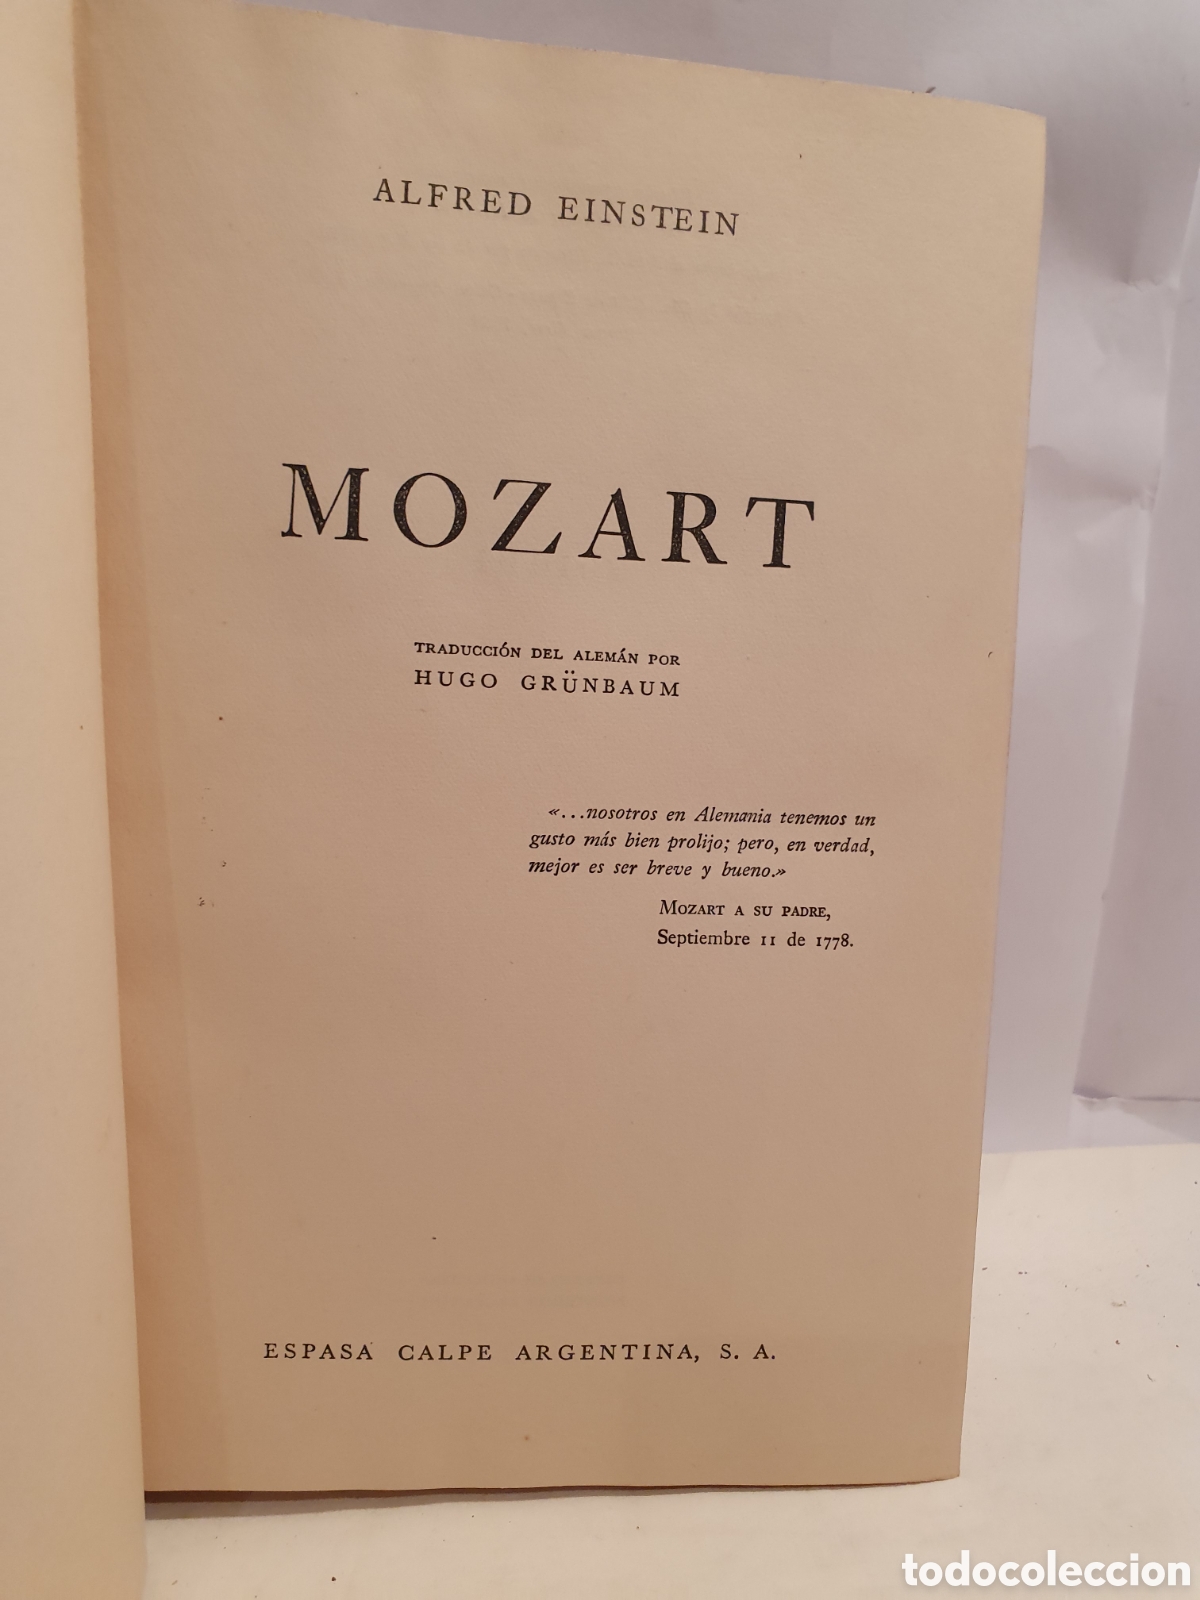 ALFRED EINSTEIN
MOZART
TRADUCCIÓN DEL ALEMÁN POR
HUGO GRÜNBAUM
«...nosotros en Alemania tenemos un
gusto más bien prolijo; pero, en verdad,
mejor es ser breve y bueno.»
MOZART A SU PADRE,
Septiembre 11 de 1778.
ESPASA CALPE ARGENTINA, S. A.
todocoleccion